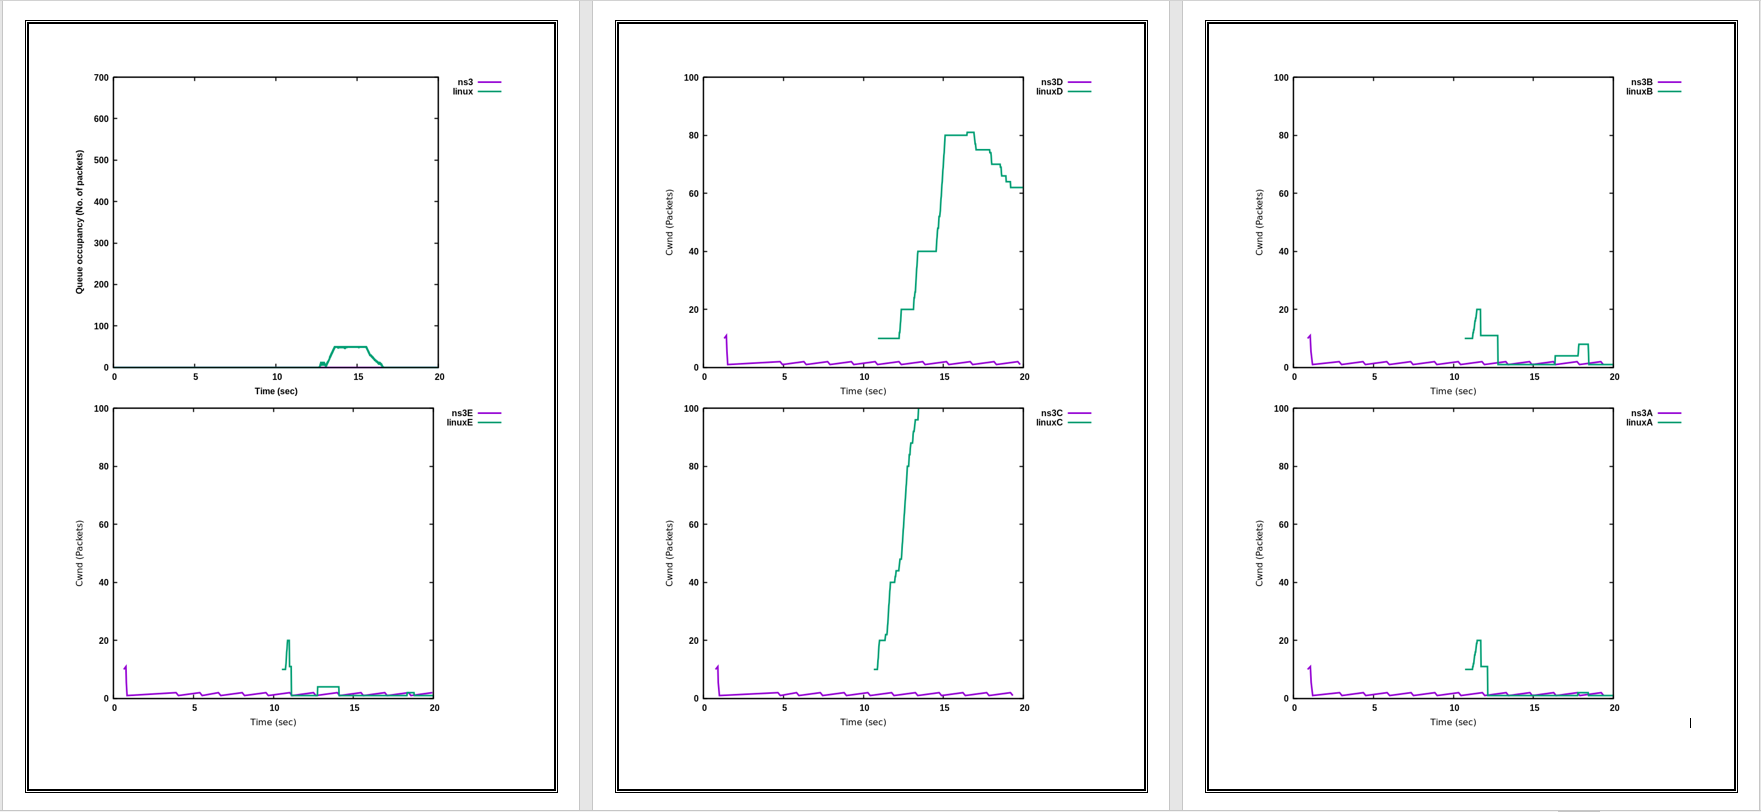 ns3
linux
700
600
500
400
300
200
100
0
Queue occupancy (No. of packets)
0 5 10 15 20
Time (sec)
ns3E
linuxE
100
80
60
40
20
0
Cwnd (Packets)
0 5 10 15 20
Time (sec)
ns3D
linuxD
100
80
60
40
20
0
Cwnd (Packets)
0 5 10 15 20
Time (sec)
ns3C
linuxC
100
80
60
40
20
0
Cwnd (Packets)
0 5 10 15 20
Time (sec)
ns3B
linuxB
100
80
60
40
20
0
Cwnd (Packets)
0 5 10 15 20
Time (sec)
ns3A
linuxA
100
80
60
40
20
0
Cwnd (Packets)
0 5 10 15 20
Time (sec)